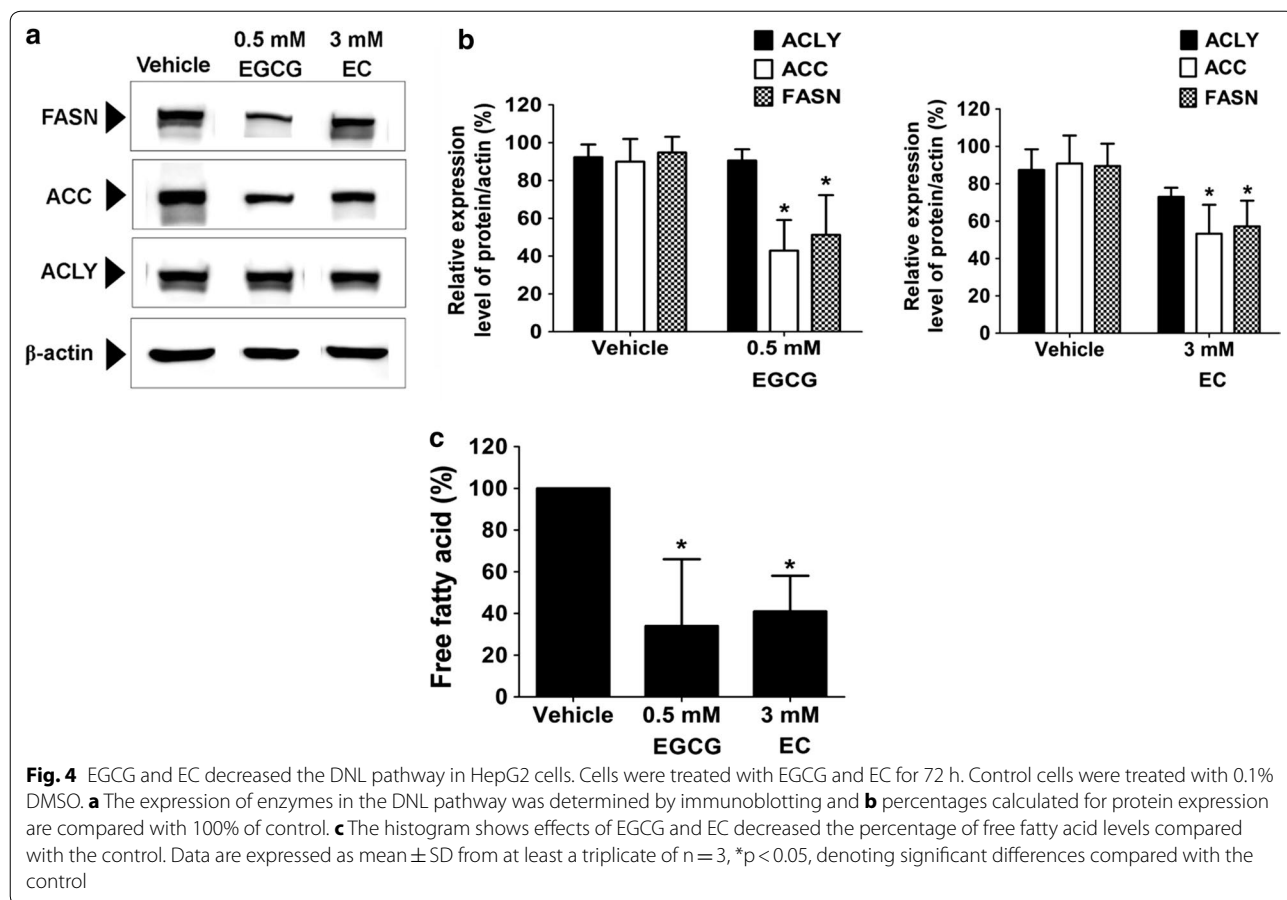 a
Vehicle
0.5 mM
EGCG
3 mM
EC
FASN
ACC
ACLY
β-actin
b
ACLY
ACC
FASN
Relative expression
level of protein/actin (%)
120
100
80
60
40
20
0
*
*
Vehicle
0.5 mM
EGCG
ACLY
ACC
FASN
Relative expression
level of protein/actin (%)
120
100
80
60
40
20
0
*
*
Vehicle
3 mM
EC
c
Free fatty acid (%)
120
100
80
60
40
20
0
*
*
Vehicle
0.5 mM
EGCG
3 mM
EC
Fig. 4 EGCG and EC decreased the DNL pathway in HepG2 cells. Cells were treated with EGCG and EC for 72 h. Control cells were treated with 0.1%
DMSO. a The expression of enzymes in the DNL pathway was determined by immunoblotting and b percentages calculated for protein expression
are compared with 100% of control. c The histogram shows effects of EGCG and EC decreased the percentage of free fatty acid levels compared
with the control. Data are expressed as mean ± SD from at least a triplicate of n = 3, *p < 0.05, denoting significant differences compared with the
control